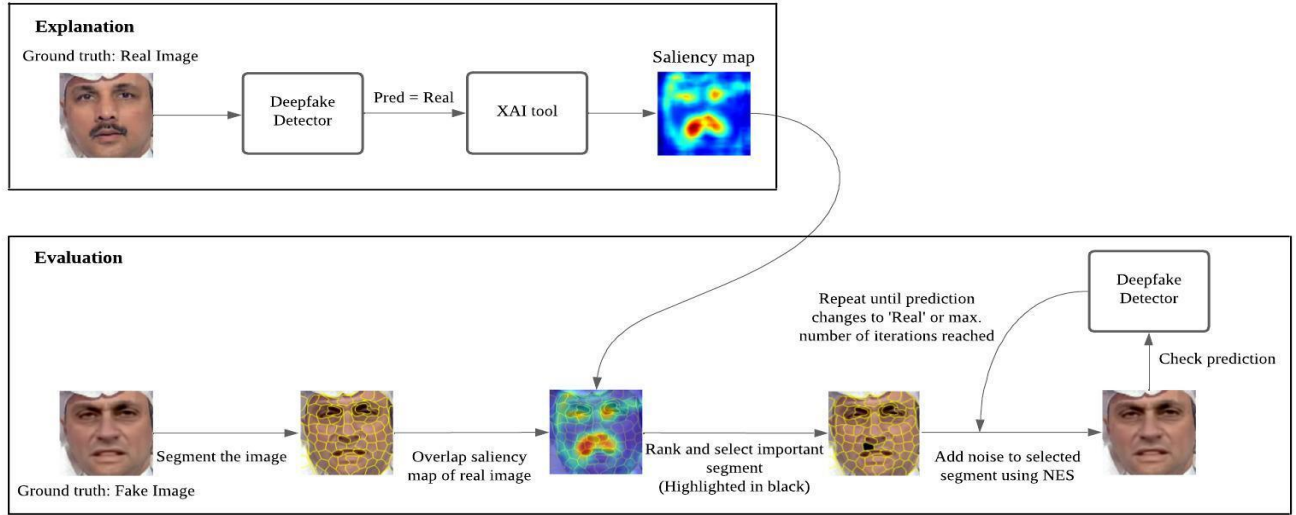 Explanation
Ground truth: Real Image
Deepfake
Detector
Pred = Real
XAI tool
Saliency map
Evaluation
Ground truth: Fake Image
Segment the image
Overlap saliency
map of real image
Rank and select important
segment
(Highlighted in black)
Repeat until prediction
changes to 'Real' or max.
number of iterations reached
Add noise to selected
segment using NES
Check prediction
Deepfake
Detector